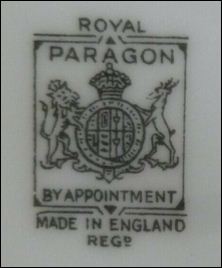 ROYAL
PARAGON
BY APPOINTMENT
MADE IN ENGLAND
REGD